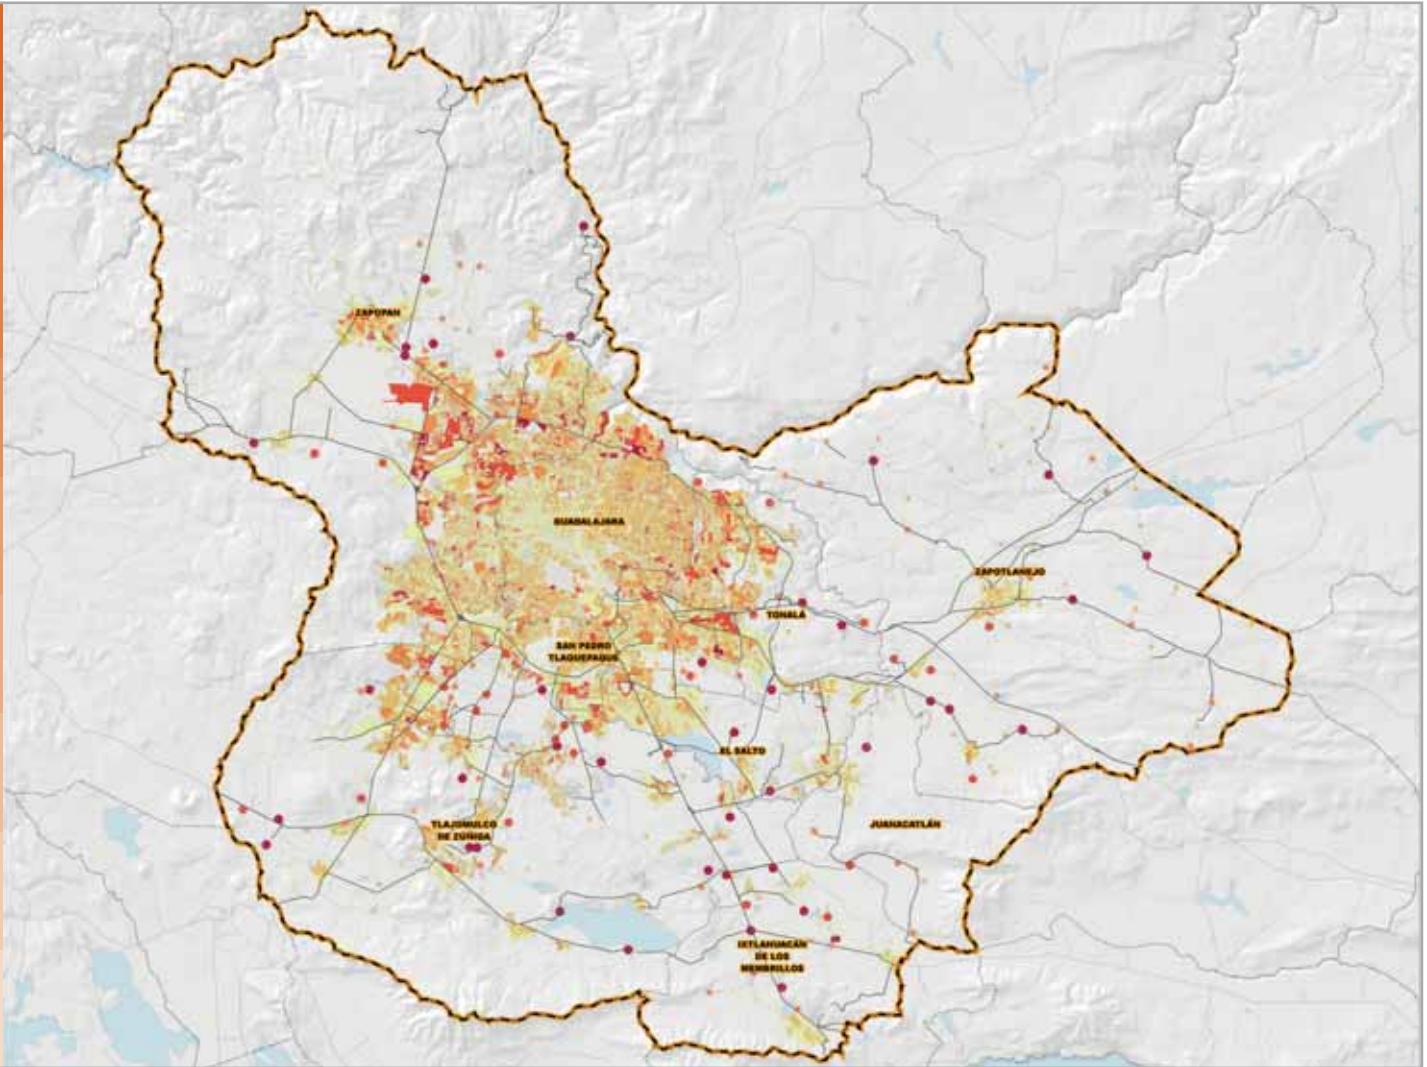 ZAPOPAN
GUADALAJARA
ZAPOTLANEJO
TONALÁ
SAN PEDRO
TLAQUEPAQUE
EL SALTO
TLAJOMULCO
DE ZÚÑIGA
JUANACATLÁN
IXTLAHUACÁN
DE LOS
MEMBRILLOS